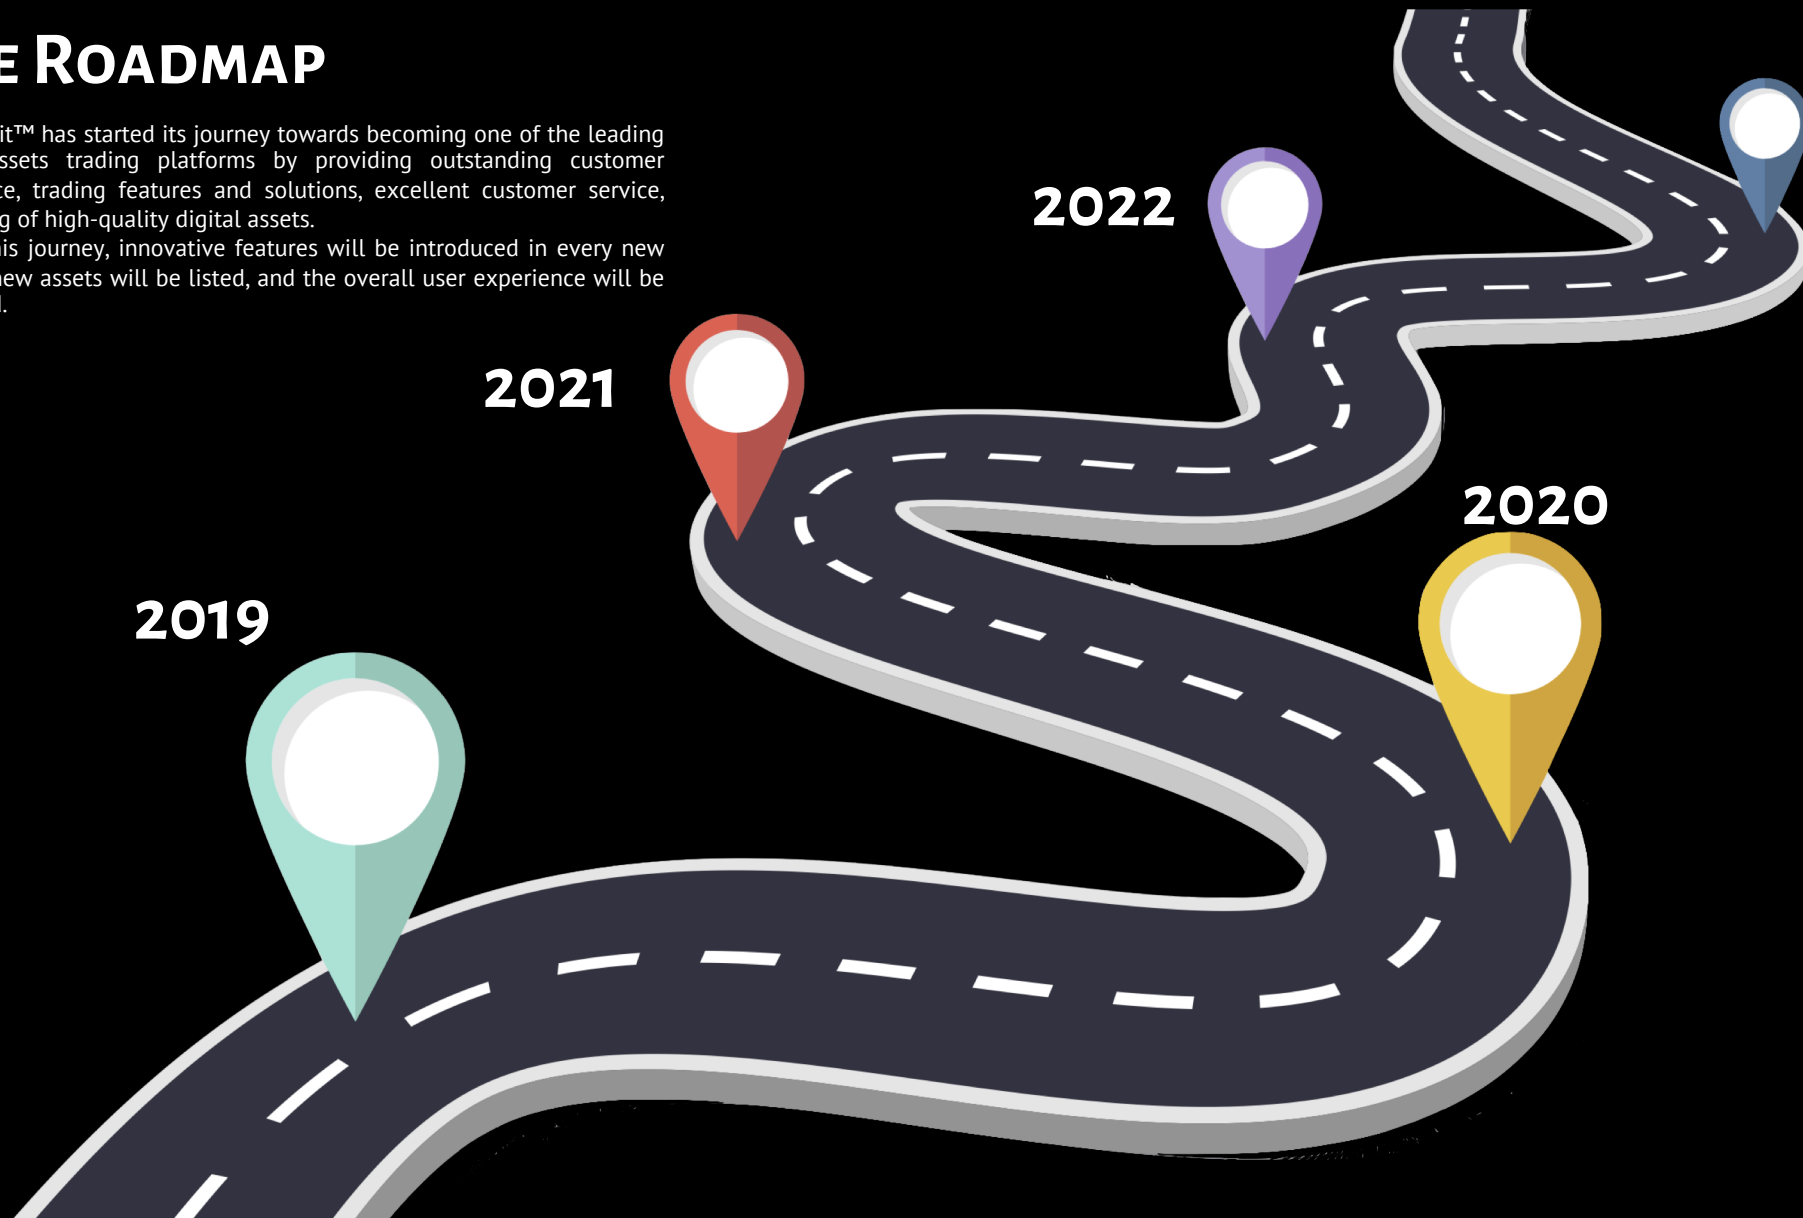 E ROADMAP
it™ has started its journey towards becoming one of the leading
ssets trading platforms by providing outstanding customer
ce, trading features and solutions, excellent customer service,
g of high-quality digital assets.
his journey, innovative features will be introduced in every new
new assets will be listed, and the overall user experience will be
2022
2021
2020
2019